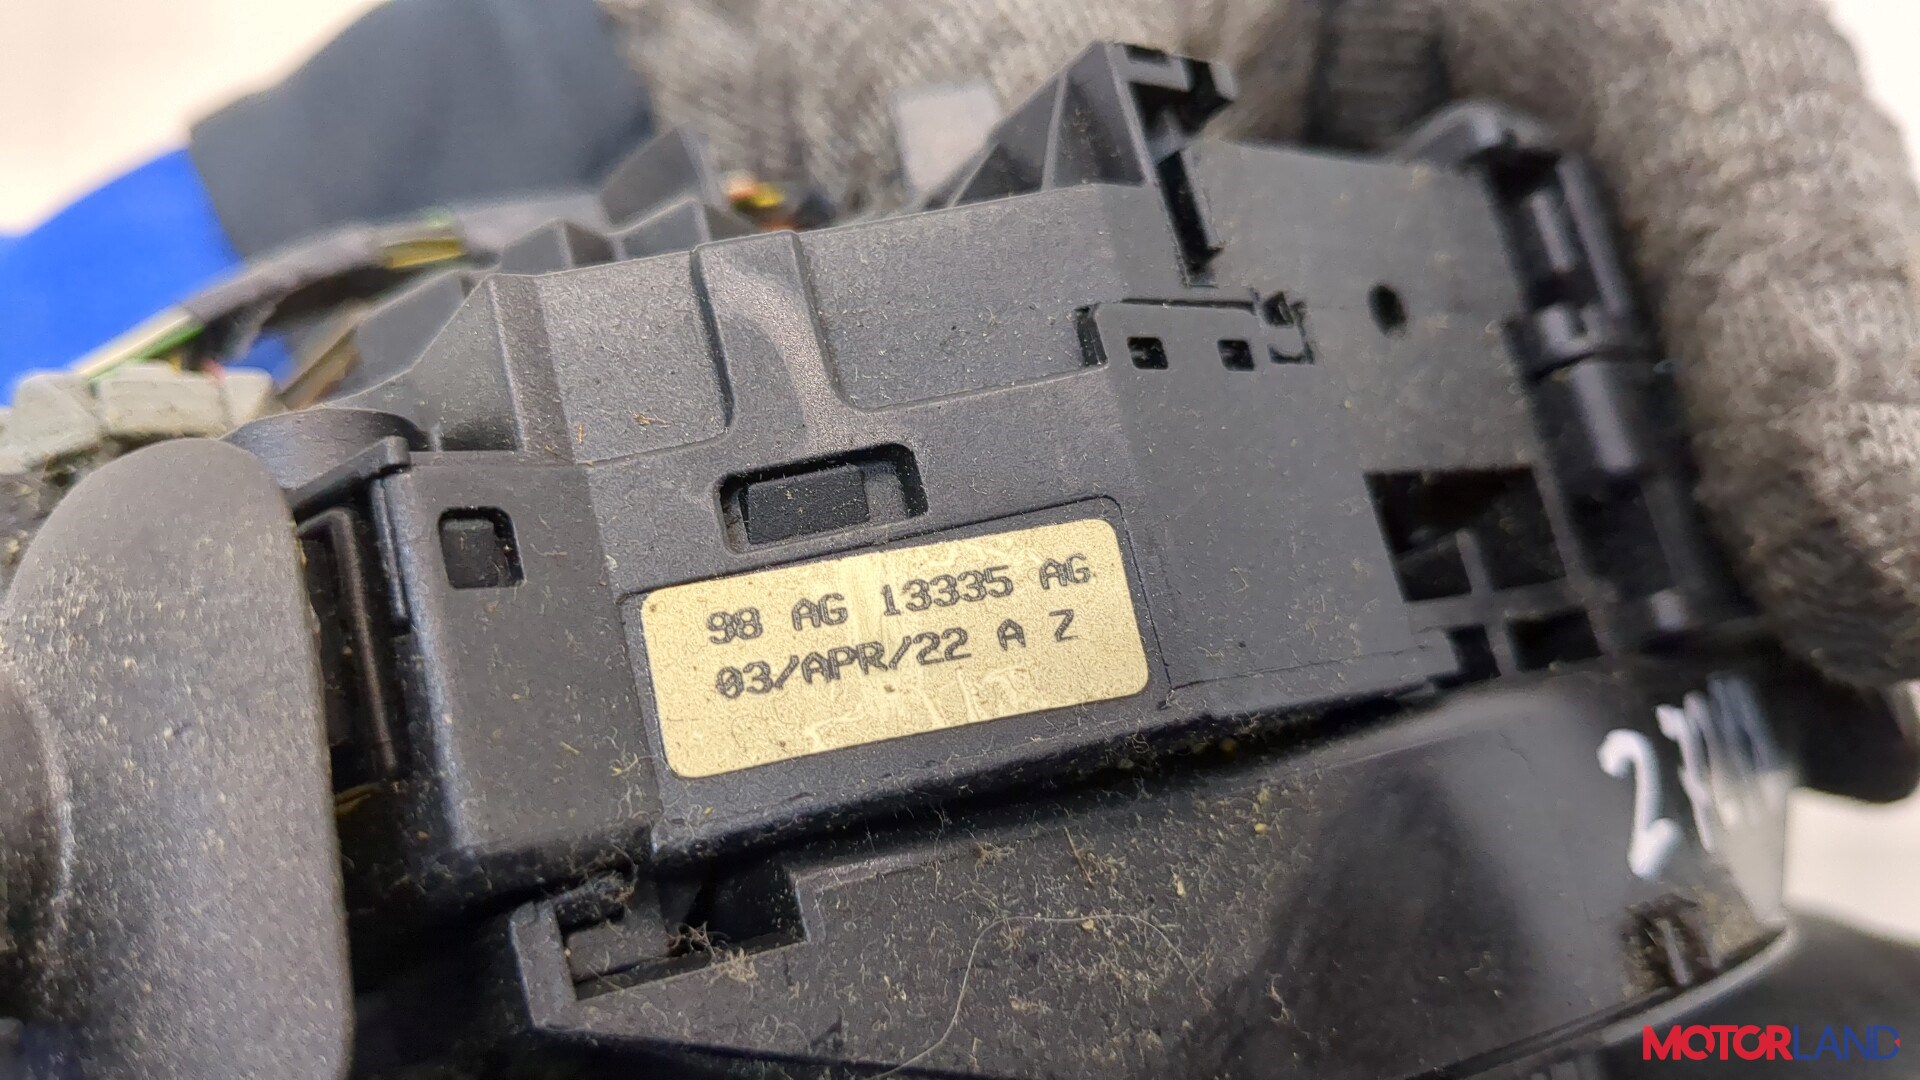 98 AG 13335 AG
03/APR/22 A Z
MOTORLAND